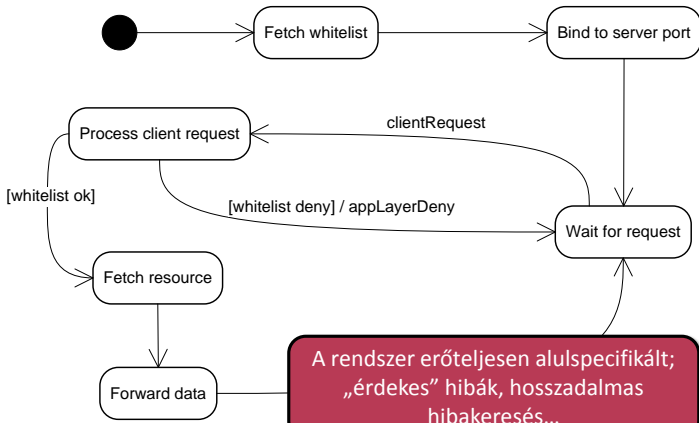 Fetch whitelist
Bind to server port
clientRequest
Process client request
[whitelist ok]
[whitelist deny] / appLayerDeny
Wait for request
Fetch resource
A rendszer erőteljesen alulspecifikált;
„érdekes” hibák, hosszadalmas
hibakeresés...
Forward data